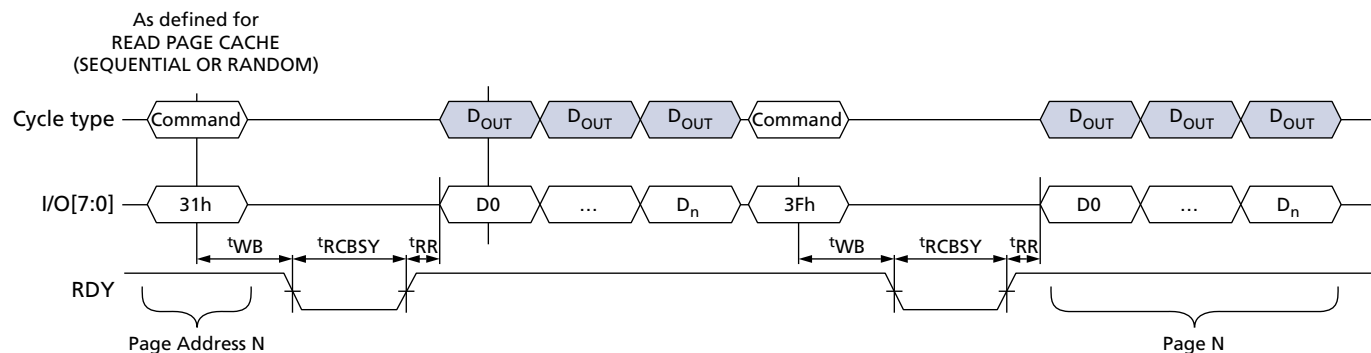 As defined for
READ PAGE CACHE
(SEQUENTIAL OR RANDOM)
Cycle type Command DOUT DOUT DOUT Command DOUT DOUT DOUT
I/O[7:0] 31h D0 … Dn 3Fh D0 … Dn
tWB tRCBSY tRR tWB tRCBSY tRR
RDY
Page Address N Page N